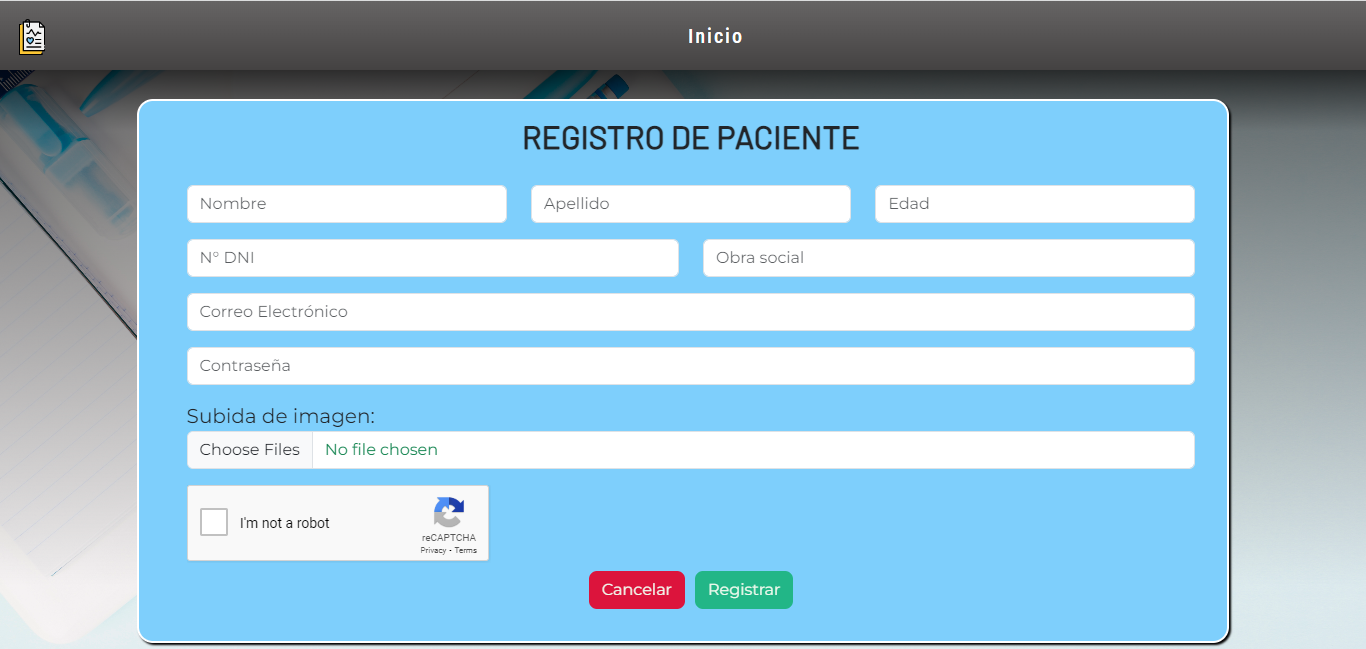 Inicio
REGISTRO DE PACIENTE
Nombre Apellido Edad
N° DNI Obra social
Correo Electrónico
Contraseña
Subida de imagen:
Choose Files No file chosen
I'm not a robot
reCAPTCHA
Privacy - Terms
Cancelar Registrar